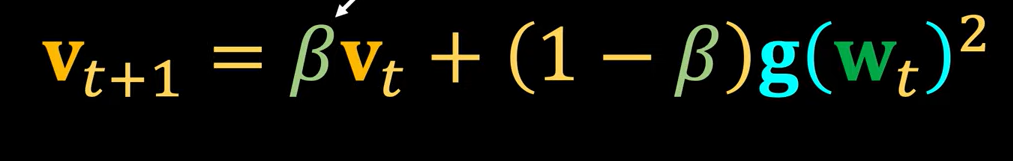 v_{t+1} = βv_t + (1 − β)g(w_t)^2